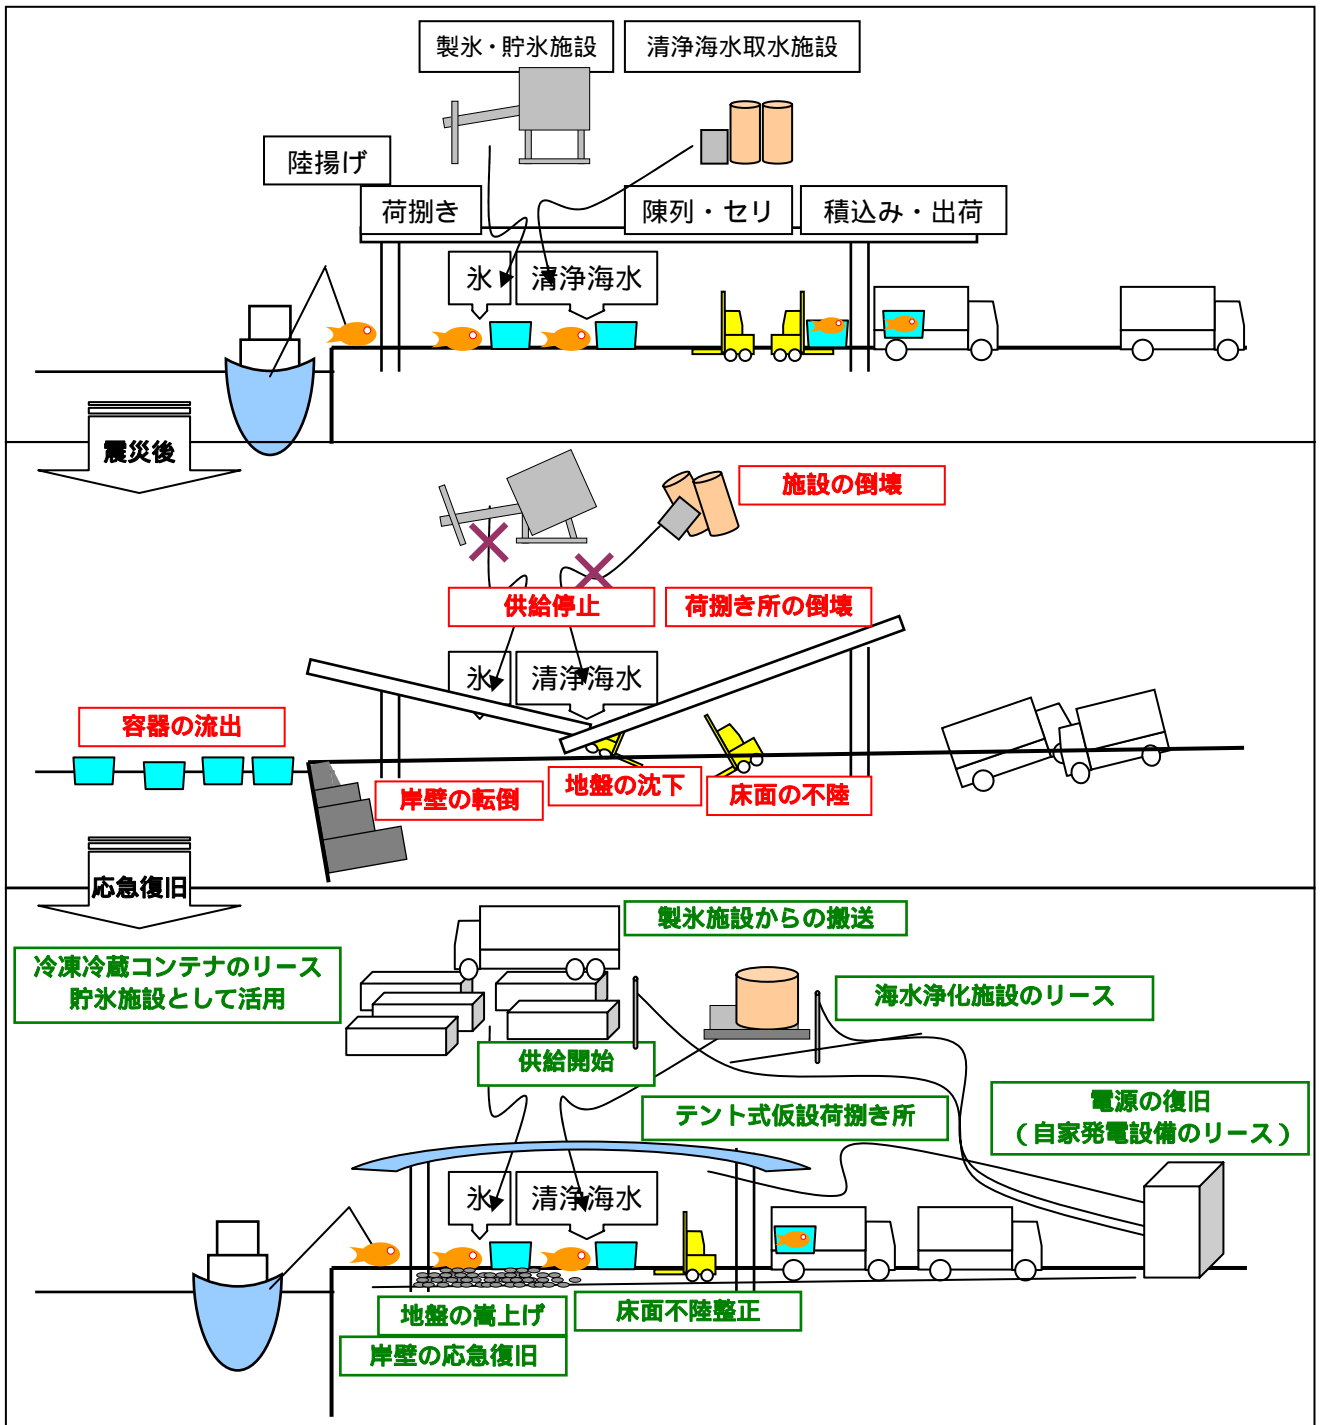 製氷・貯氷施設
清浄海水取水施設
陸揚げ
荷捌き
陳列・セリ
積込み・出荷
氷
清浄海水
震災後
施設の倒壊
供給停止
荷捌き所の倒壊
氷
清浄海水
容器の流出
岸壁の転倒
地盤の沈下
床面の不陸
応急復旧
製氷施設からの搬送
冷凍冷蔵コンテナのリース
貯氷施設として活用
海水浄化施設のリース
供給開始
テント式仮設荷捌き所
電源の復旧
（自家発電設備のリース）
氷
清浄海水
地盤の嵩上げ
床面不陸整正
岸壁の応急復旧